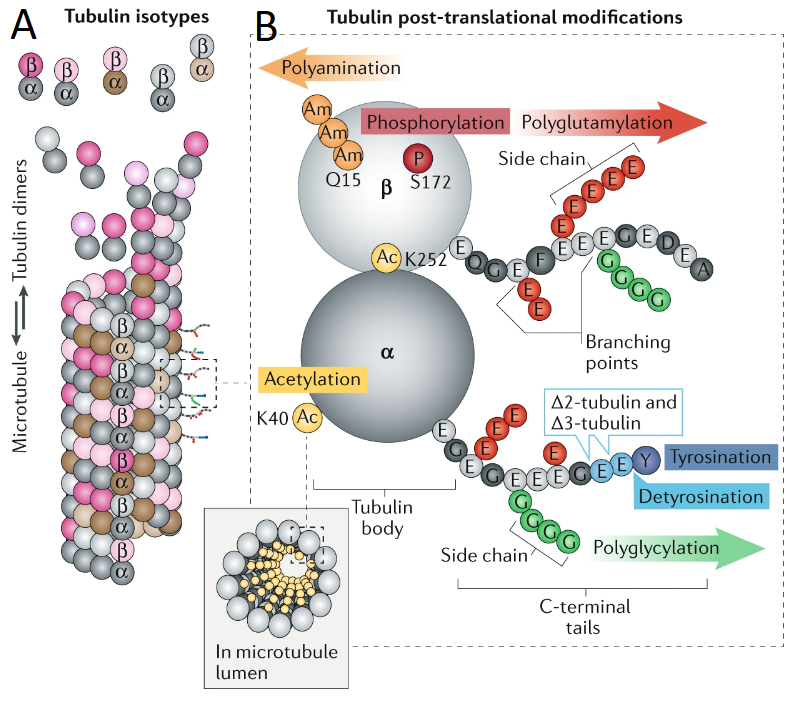 A
Tubulin isotypes
β
α
β
α
β
α
β
α
β
α
Tubulin dimers
Microtubule
β
α
β
α
β
α
β
α
β
α
β
α
B
Tubulin post-translational modifications
Polyamination
Am
Am
Am
Q15
Phosphorylation
P
S172
Polyglutamylation
Side chain
E E E E E
β
Ac K252
E Q G E F E E E G E D E A
E
E
G G G G
Branching
points
α
Acetylation
K40 Ac
Δ2-tubulin and
Δ3-tubulin
E G E G E E E G E E Y
E E E
E
Tyrosination
Detyrosination
Tubulin
body
G G G G
Side chain
Polyglycylation
C-terminal
tails
In microtubule
lumen